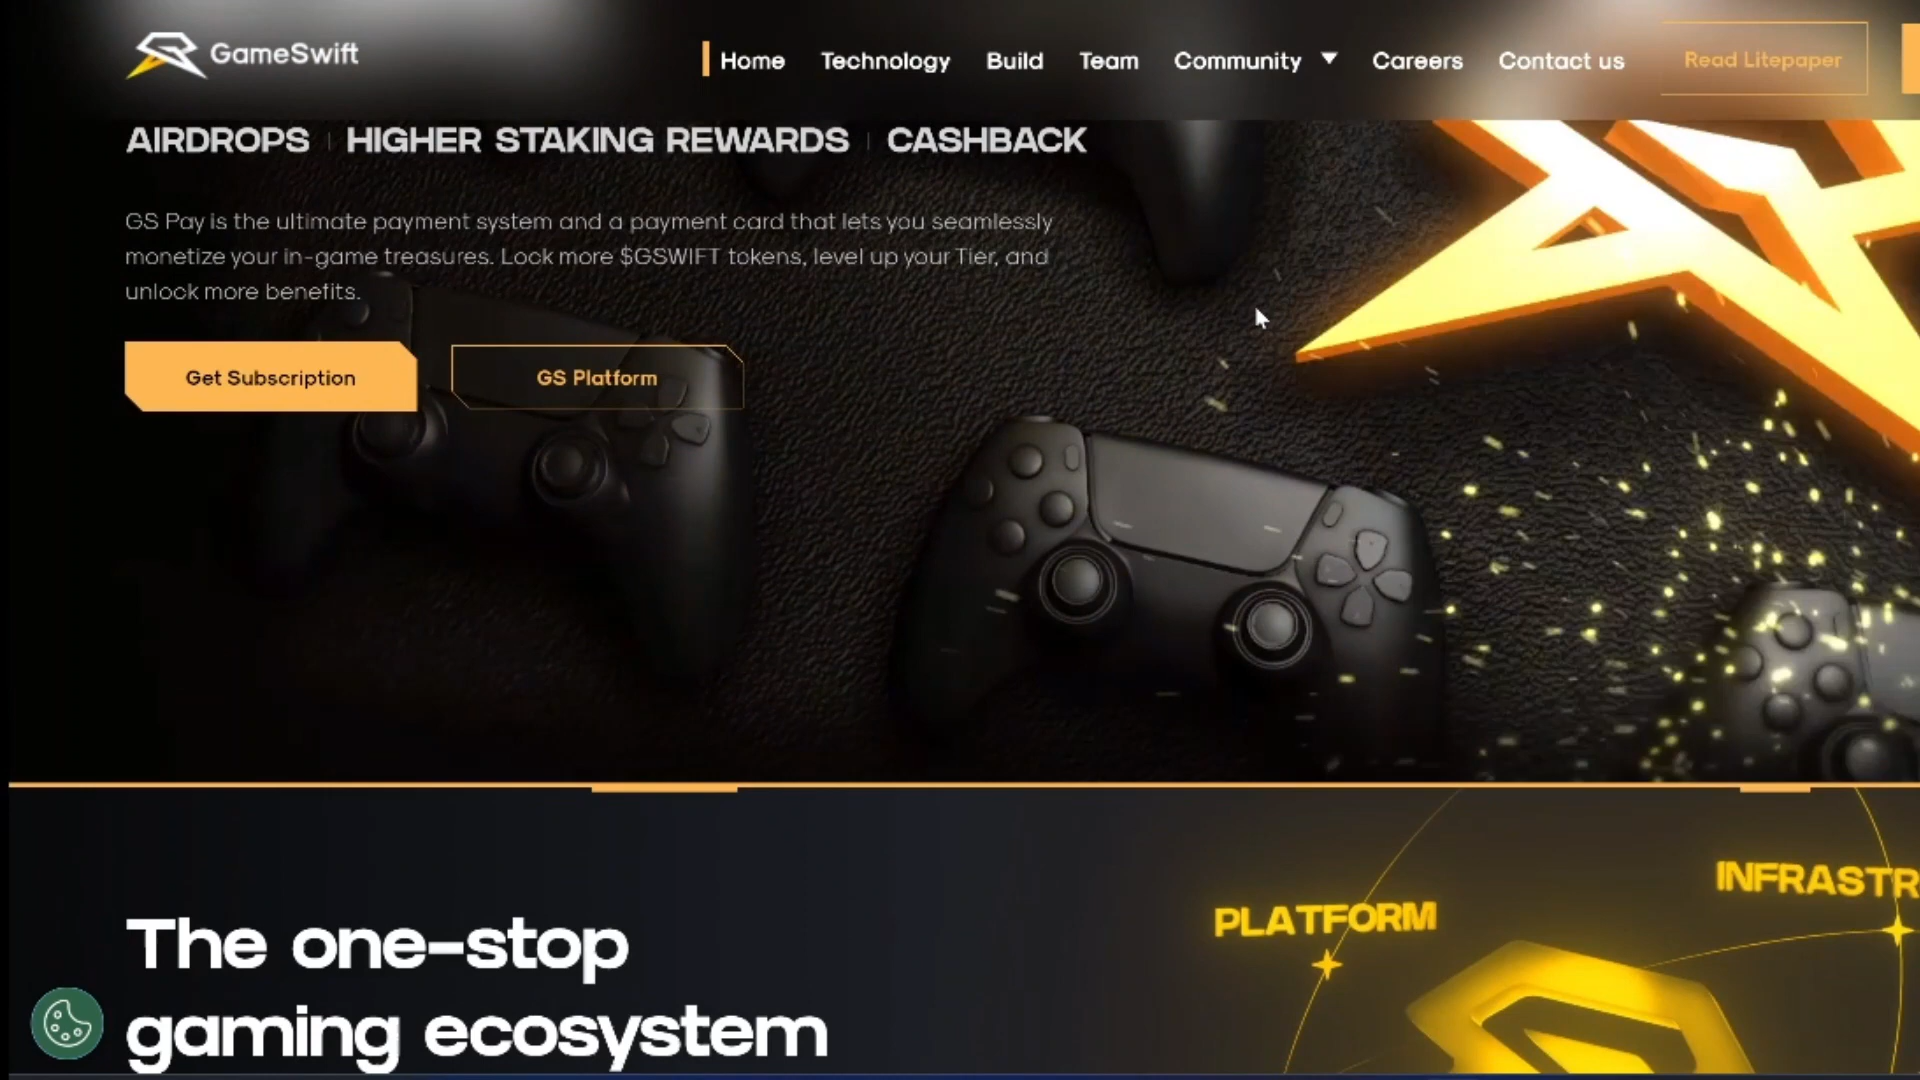 GameSwift
Home Technology Build Team Community Careers Contact us Read Litepaper
AIRDROPS HIGHER STAKING REWARDS CASHBACK
GS Pay is the ultimate payment system and a payment card that lets you seamlessly
monetize your in-game treasures. Lock more $GSWIFT tokens, level up your Tier, and
unlock more benefits.
Get Subscription GS Platform
INFRASTR
PLATFORM
The one-stop
gaming ecosystem